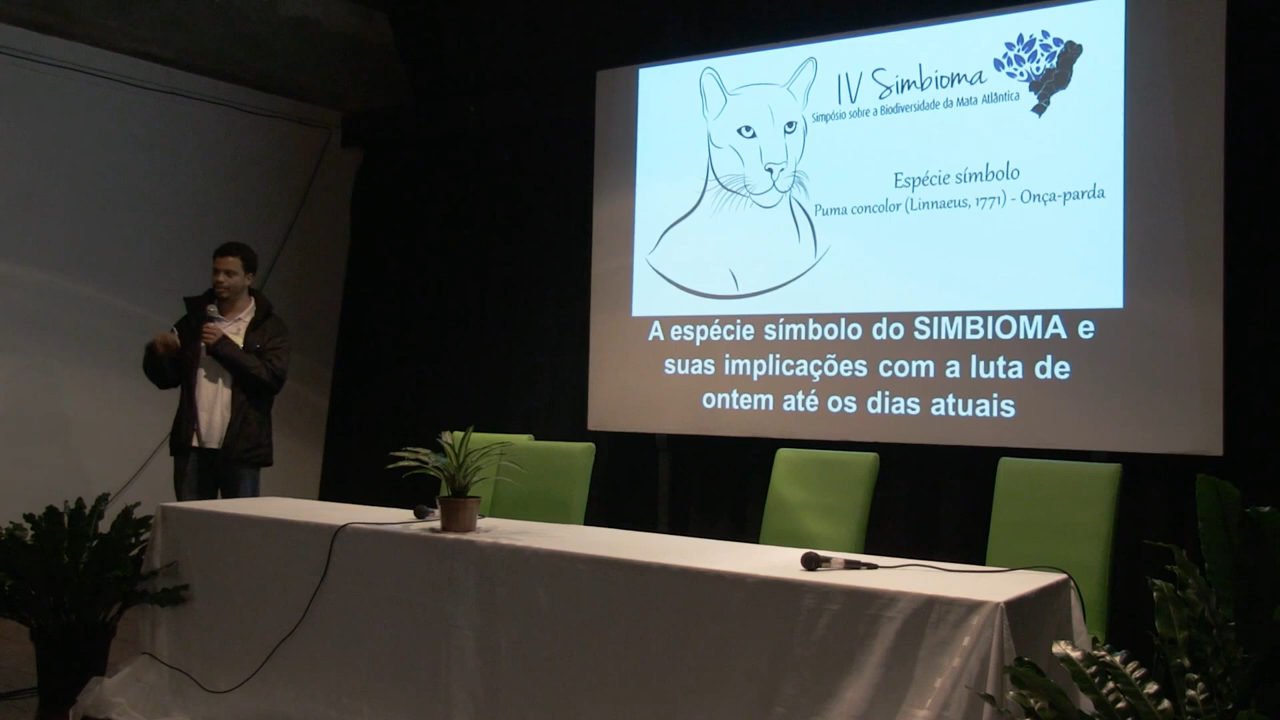 IV Simbioma
Simpósio sobre a Biodiversidade da Mata Atlântica
Espécie símbolo
Puma concolor (Linnaeus, 1771) - Onça-parda
A espécie símbolo do SIMBIOMA e
suas implicações com a luta de
ontem até os dias atuais